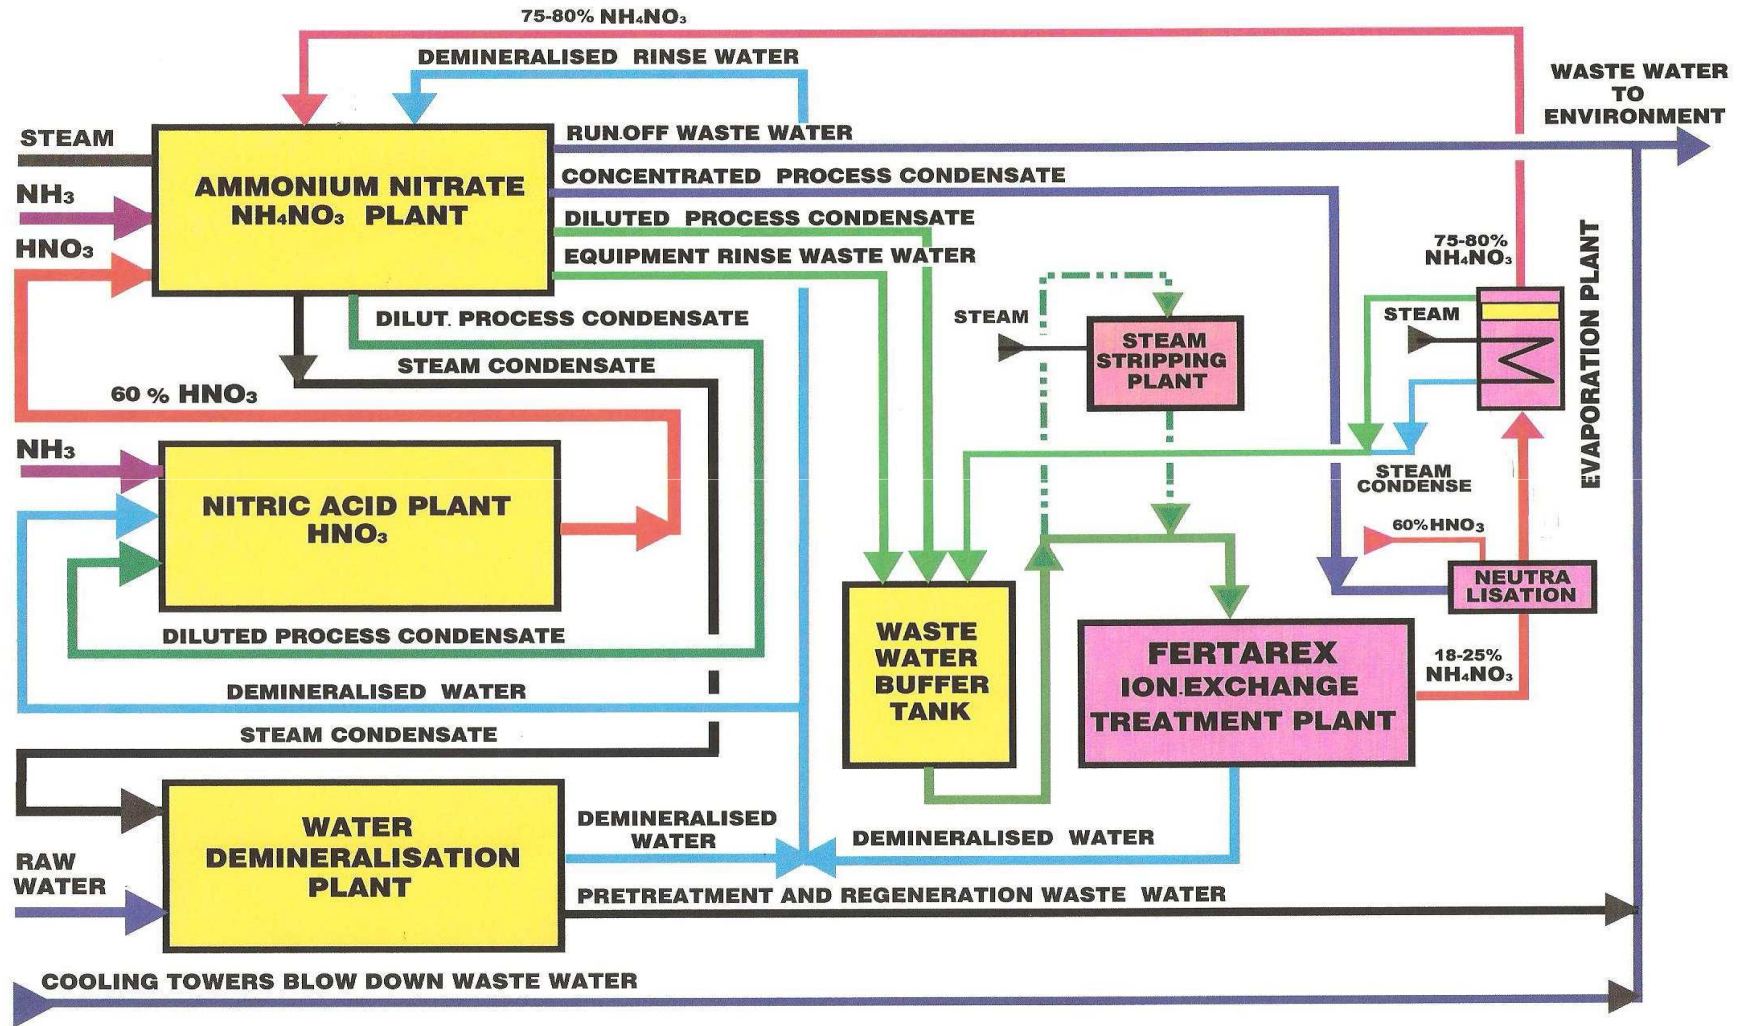 75-80% NH₄NO₃
DEMINERALISED RINSE WATER
WASTE WATER
TO
ENVIRONMENT
STEAM
RUN.OFF WASTE WATER
CONCENTRATED PROCESS CONDENSATE
NH₃
AMMONIUM NITRATE
NH₄NO₃ PLANT
DILUTED PROCESS CONDENSATE
HNO₃
EQUIPMENT RINSE WASTE WATER
75-80%
NH₄NO₃
EVAPORATION PLANT
STEAM
STEAM
DILUT. PROCESS CONDENSATE
STEAM
STRIPPING
PLANT
STEAM CONDENSATE
60 % HNO₃
NH₃
STEAM
CONDENSE
NITRIC ACID PLANT
HNO₃
60%HNO₃
NEUTRA
LISATION
DILUTED PROCESS CONDENSATE
WASTE
WATER
BUFFER
TANK
FERTAREX
ION.EXCHANGE
TREATMENT PLANT
18-25%
NH₄NO₃
DEMINERALISED WATER
STEAM CONDENSATE
WATER
DEMINERALISATION
PLANT
DEMINERALISED
WATER
DEMINERALISED WATER
RAW
WATER
PRETREATMENT AND REGENERATION WASTE WATER
COOLING TOWERS BLOW DOWN WASTE WATER